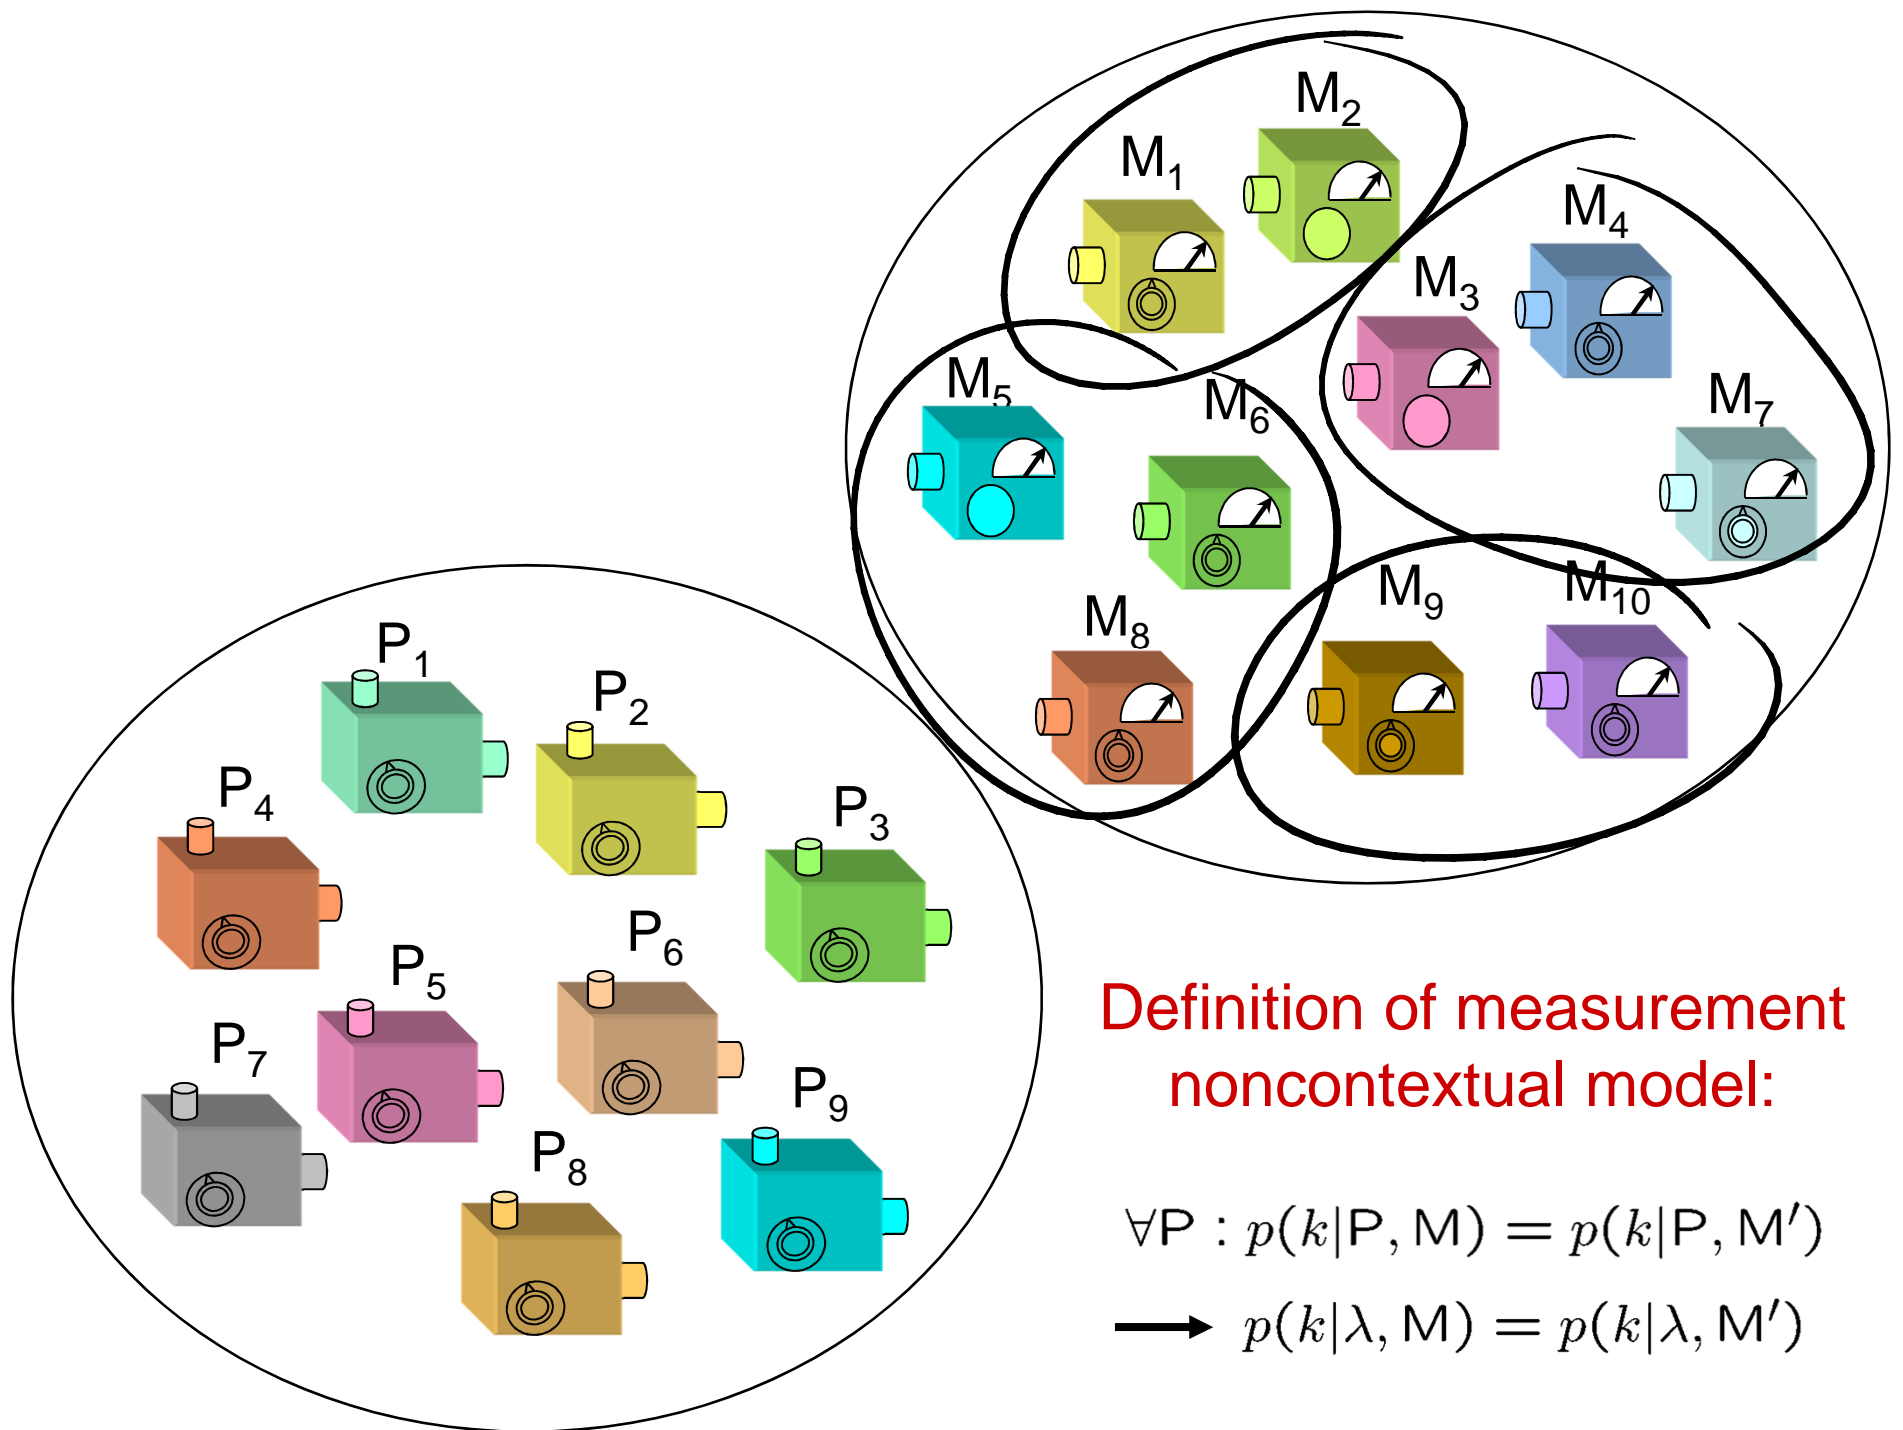 M₂
M₁
M₄
M₃
M₅
M₆
M₇
M₈
M₉
M₁₀
P₁
P₂
P₄
P₃
P₆
P₅
P₇
P₉
P₈
Definition of measurement
noncontextual model:
∀P : p(k|P, M) = p(k|P, M′)
⟶ p(k|λ, M) = p(k|λ, M′)